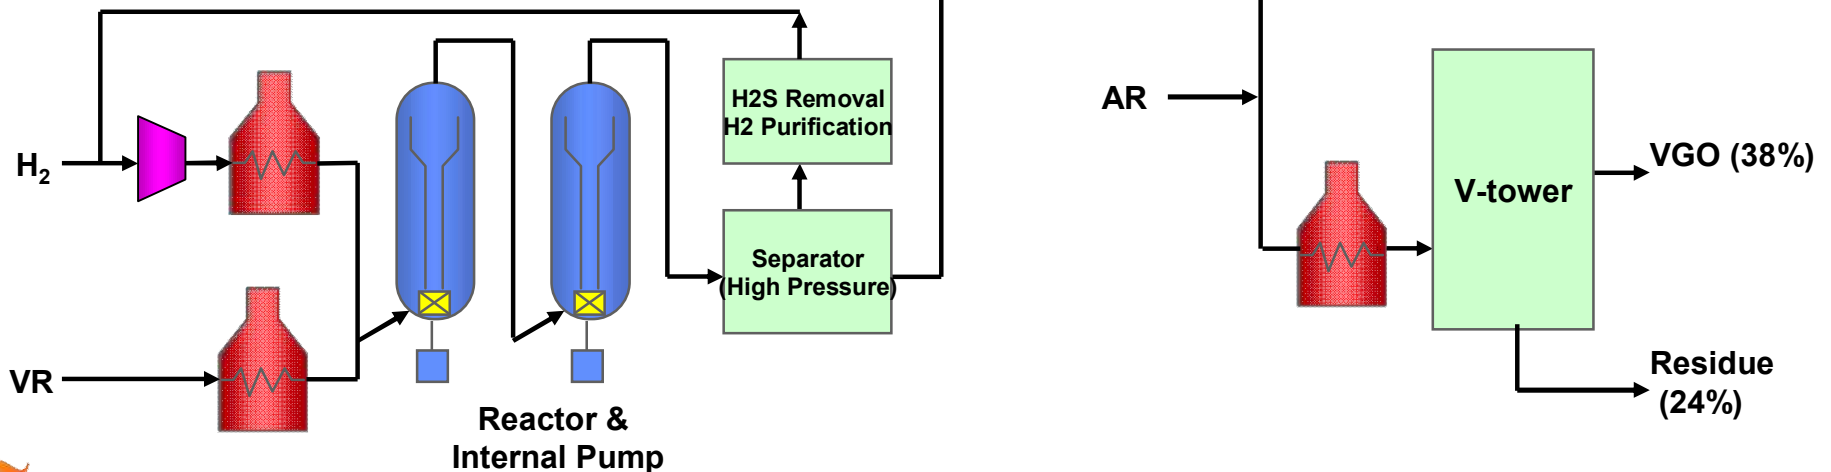 H2S Removal
H2 Purification
H₂
Separator
(High Pressure)
VR
Reactor &
Internal Pump
AR
V-tower
VGO (38%)
Residue
(24%)